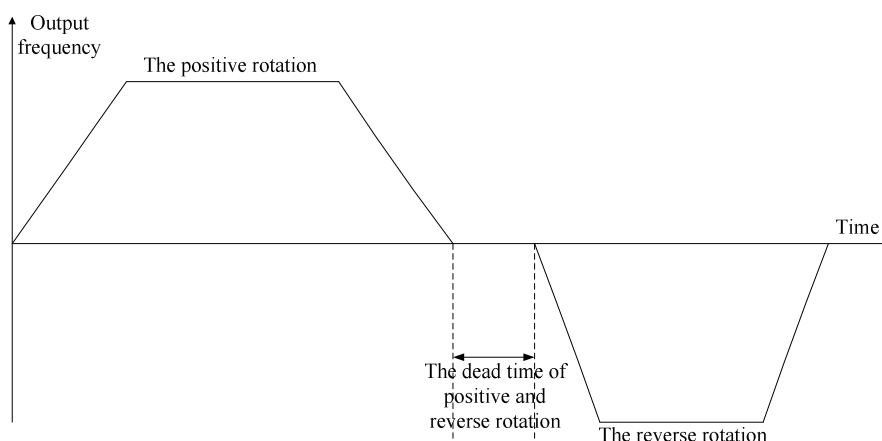 Output
frequency
The positive rotation
Time
The dead time of
positive and
reverse rotation
The reverse rotation